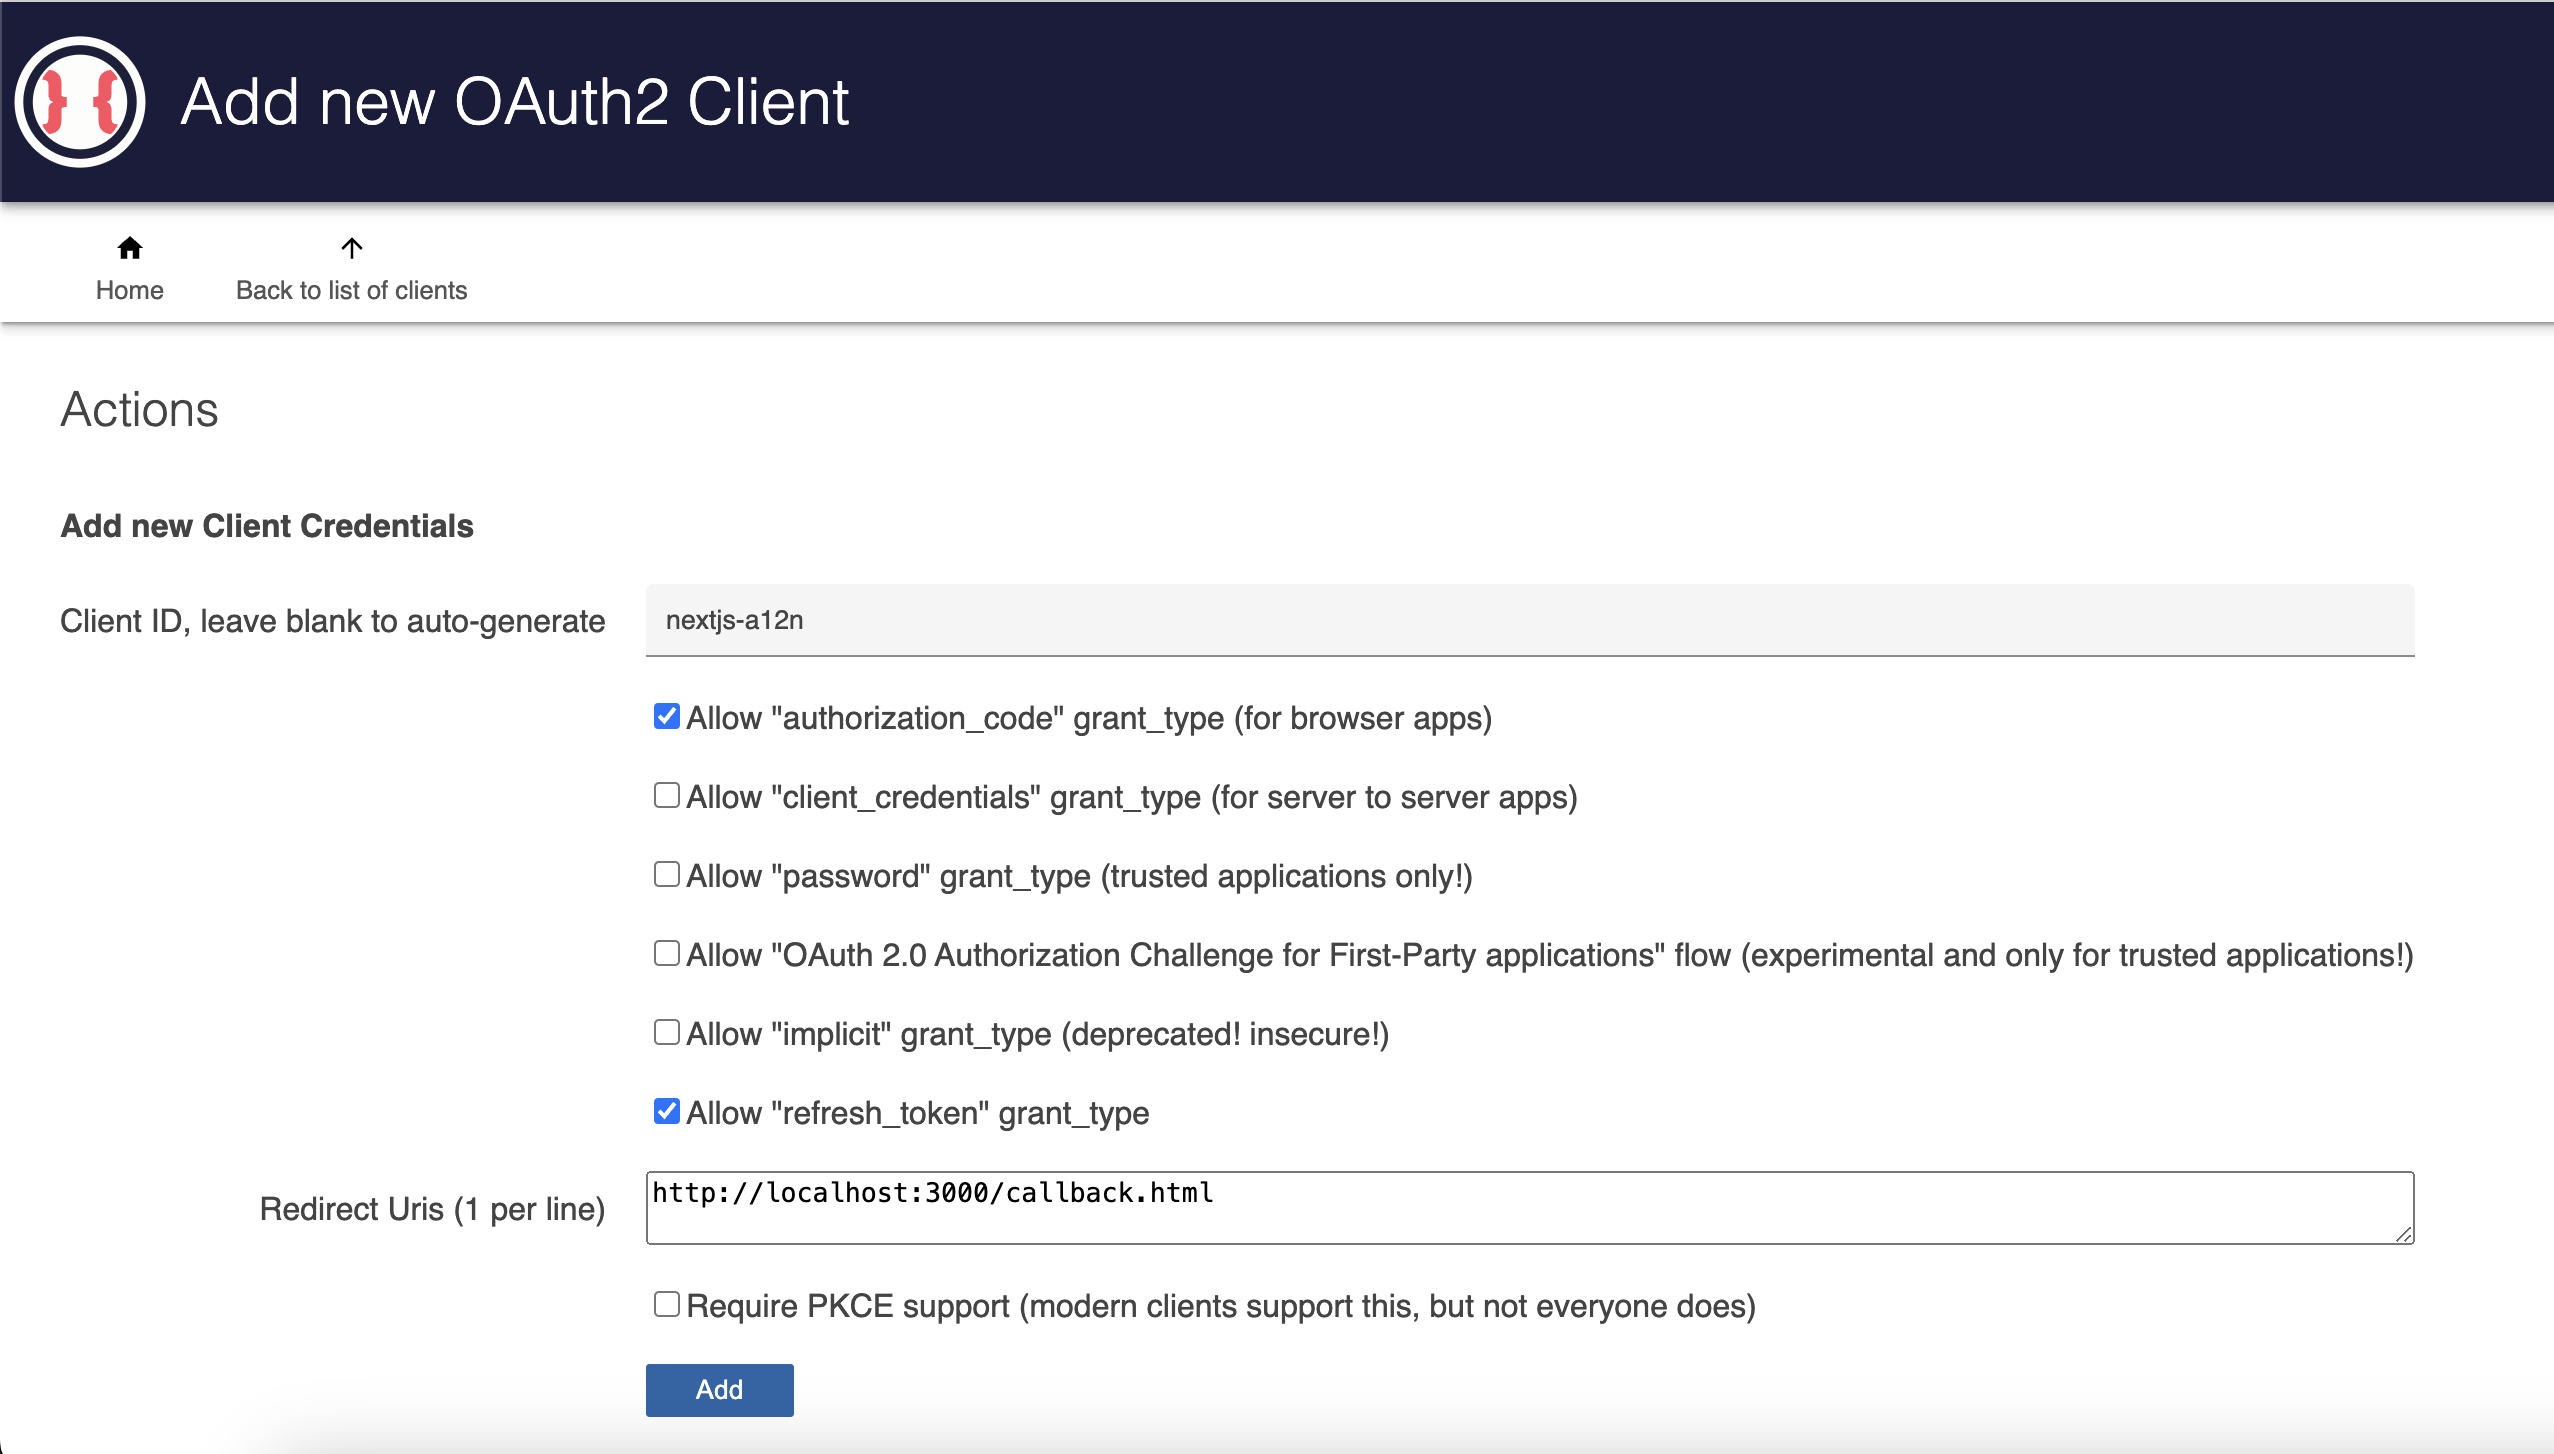 Add new OAuth2 Client
Home
Back to list of clients
Actions
Add new Client Credentials
Client ID, leave blank to auto-generate
nextjs-a12n
Allow "authorization_code" grant_type (for browser apps)
Allow "client_credentials" grant_type (for server to server apps)
Allow "password" grant_type (trusted applications only!)
Allow "OAuth 2.0 Authorization Challenge for First-Party applications" flow (experimental and only for trusted applications!)
Allow "implicit" grant_type (deprecated! insecure!)
Allow "refresh_token" grant_type
Redirect Uris (1 per line)
http://localhost:3000/callback.html
Require PKCE support (modern clients support this, but not everyone does)
Add